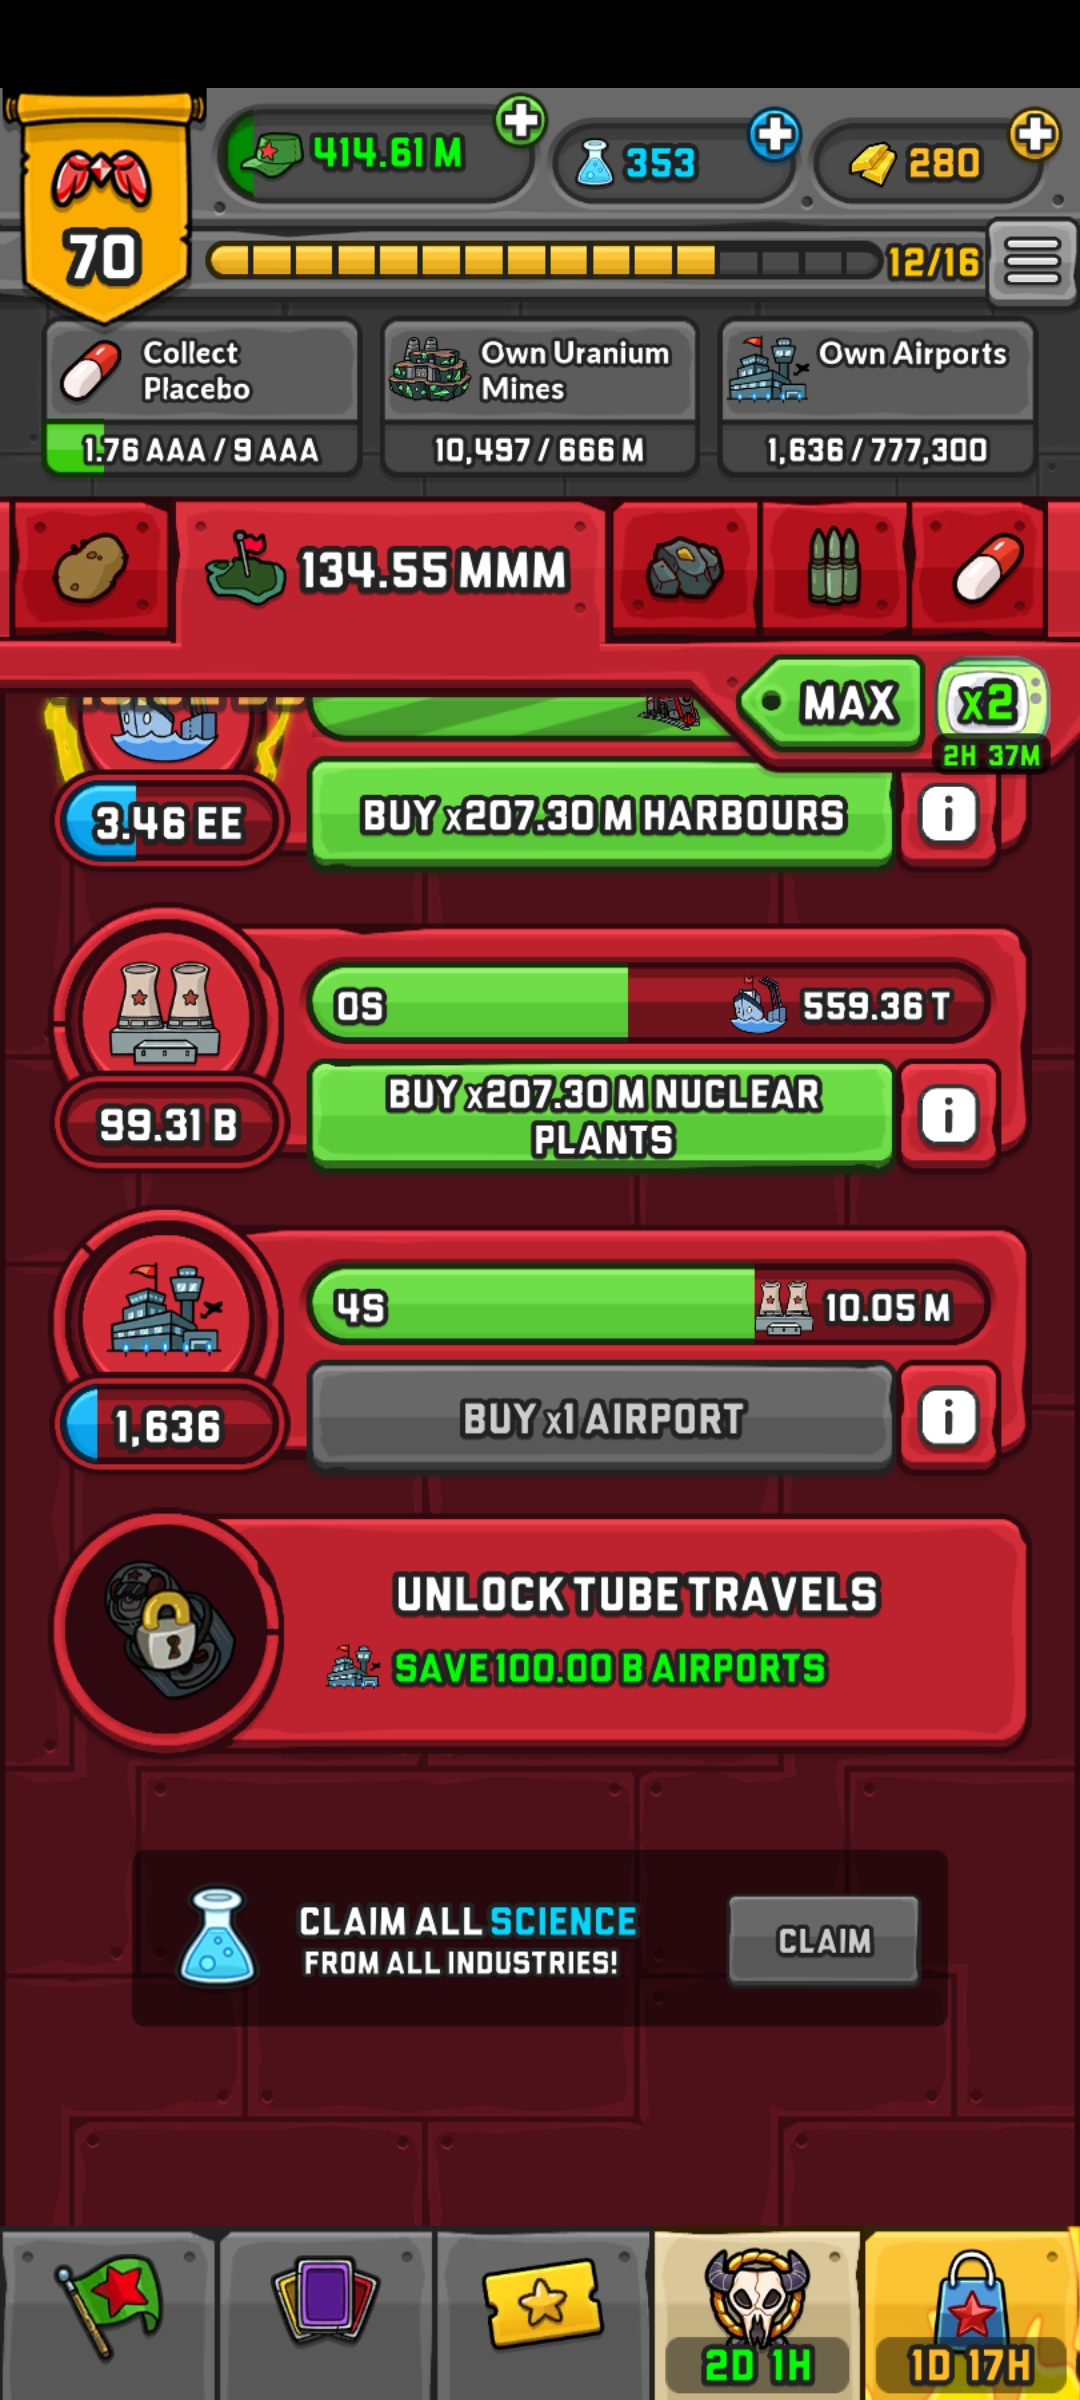 414.61 M
353
280
70
12/16
Collect
Placebo
1.76 AAA / 9 AAA
Own Uranium
Mines
10,497 / 666 M
Own Airports
1,636 / 777,300
134.55 MMM
MAX
x2
2H 37M
3.46 EE
BUY x207.30 M HARBOURS
i
0S
559.36 T
99.31 B
BUY x207.30 M NUCLEAR
PLANTS
i
4S
10.05 M
1,636
BUY x1 AIRPORT
i
UNLOCK TUBE TRAVELS
SAVE 100.00 B AIRPORTS
CLAIM ALL SCIENCE
FROM ALL INDUSTRIES!
CLAIM
2D 1H
1D 17H